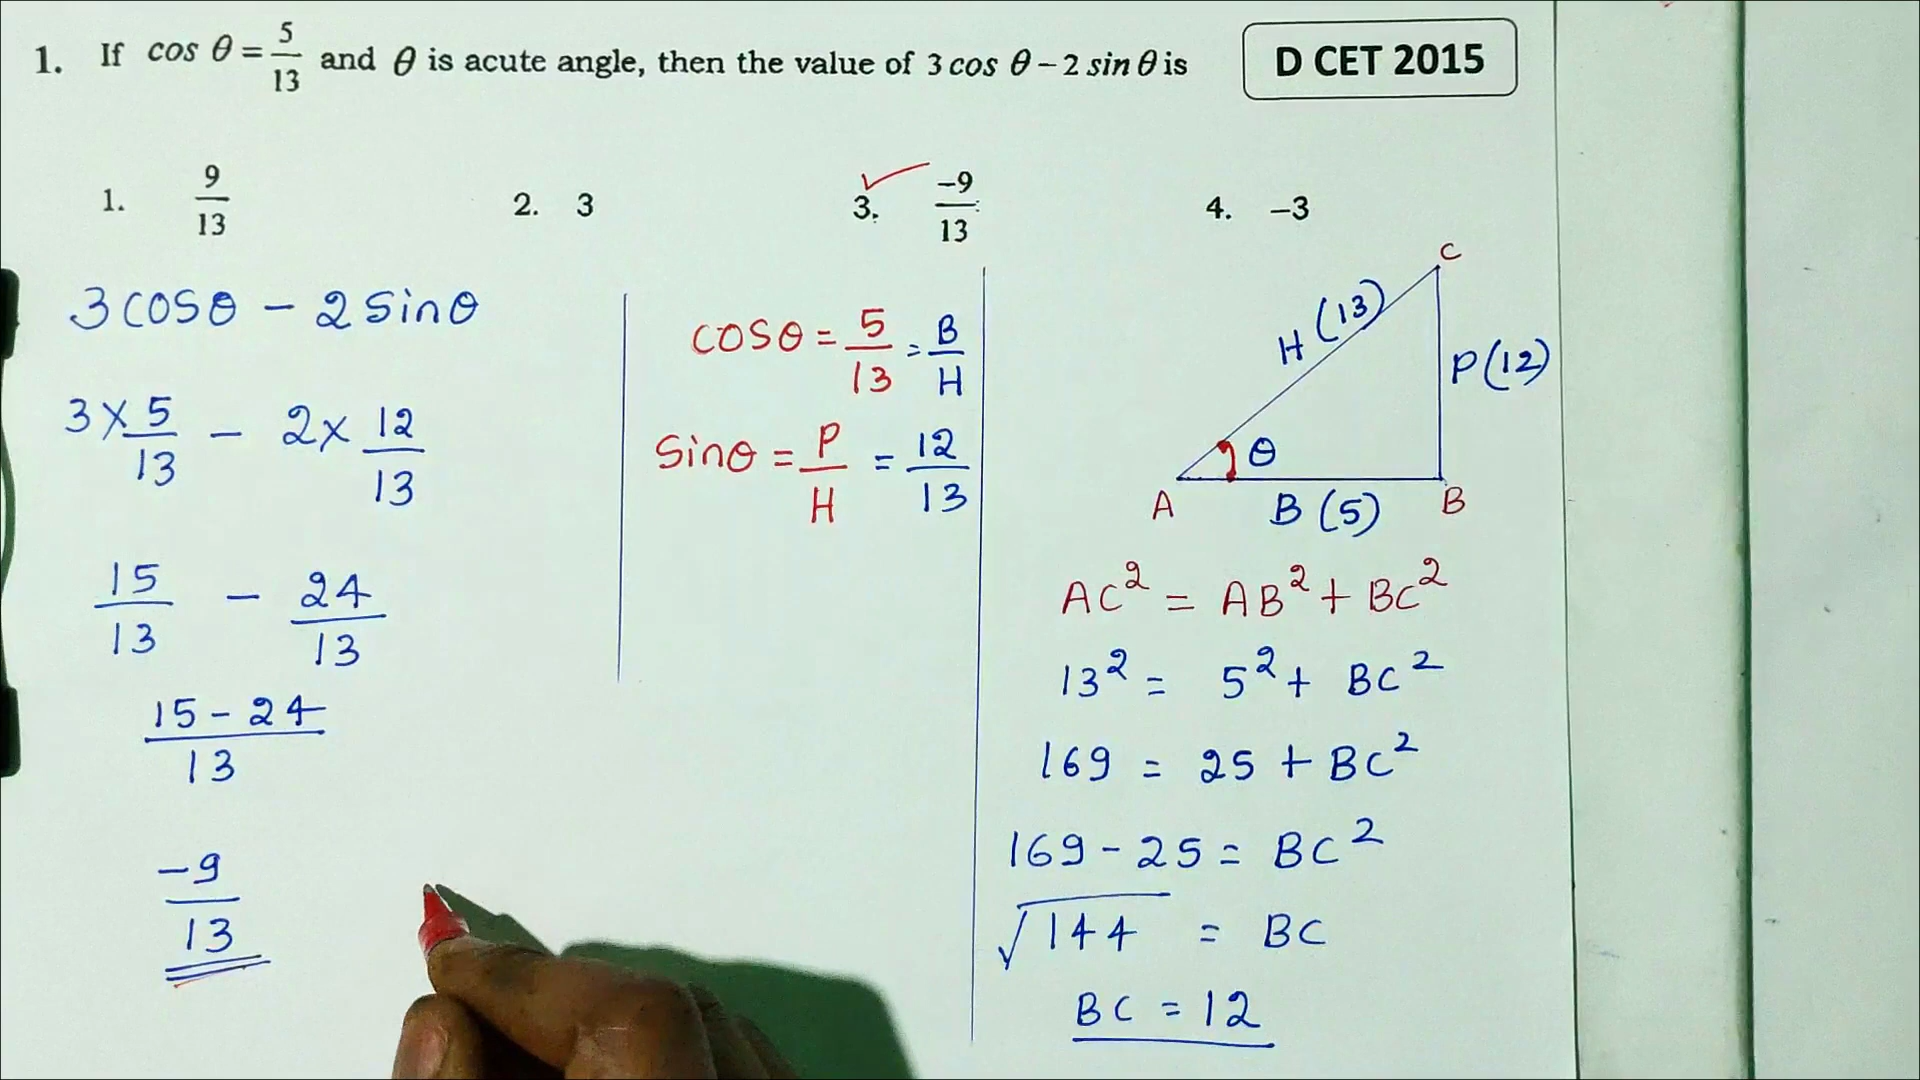 1. If cos θ = 5/13 and θ is acute angle, then the value of 3 cos θ – 2 sin θ is
D CET 2015
1. 9/13
2. 3
3. -9/13
4. –3
3 cosθ – 2 sinθ
3 × 5/13 – 2 × 12/13
15/13 – 24/13
15 – 24/13
-9/13
cosθ = 5/13 = B/H
sinθ = P/H = 12/13
C
H (13)
P (12)
θ
A
B (5)
B
AC² = AB² + BC²
13² = 5² + BC²
169 = 25 + BC²
169 - 25 = BC²
√144 = BC
BC = 12